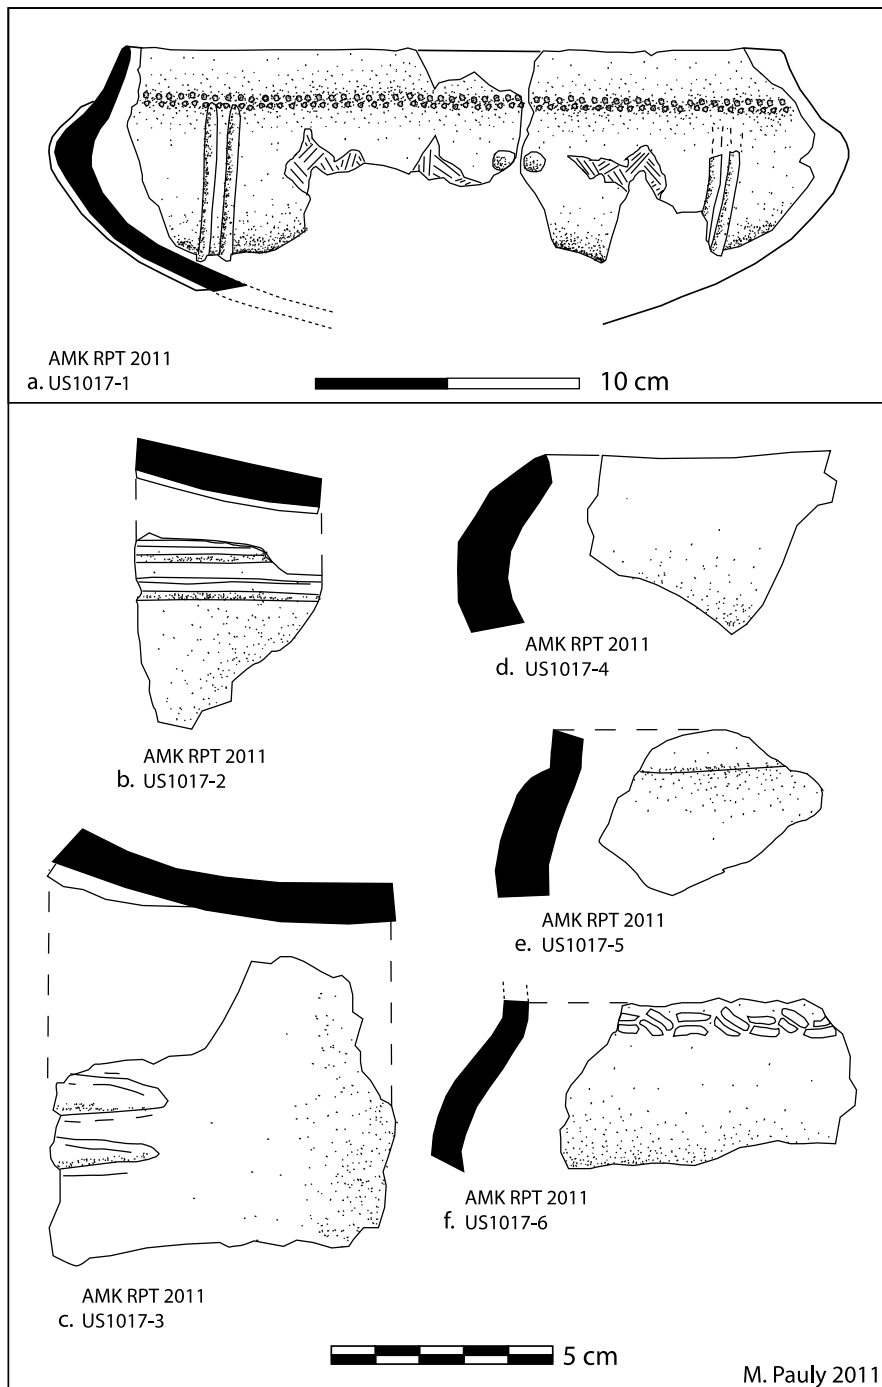 AMK RPT 2011
a. US1017-1
10 cm
AMK RPT 2011
b. US1017-2
AMK RPT 2011
d. US1017-4
AMK RPT 2011
e. US1017-5
AMK RPT 2011
c. US1017-3
AMK RPT 2011
f. US1017-6
5 cm
M. Pauly 2011